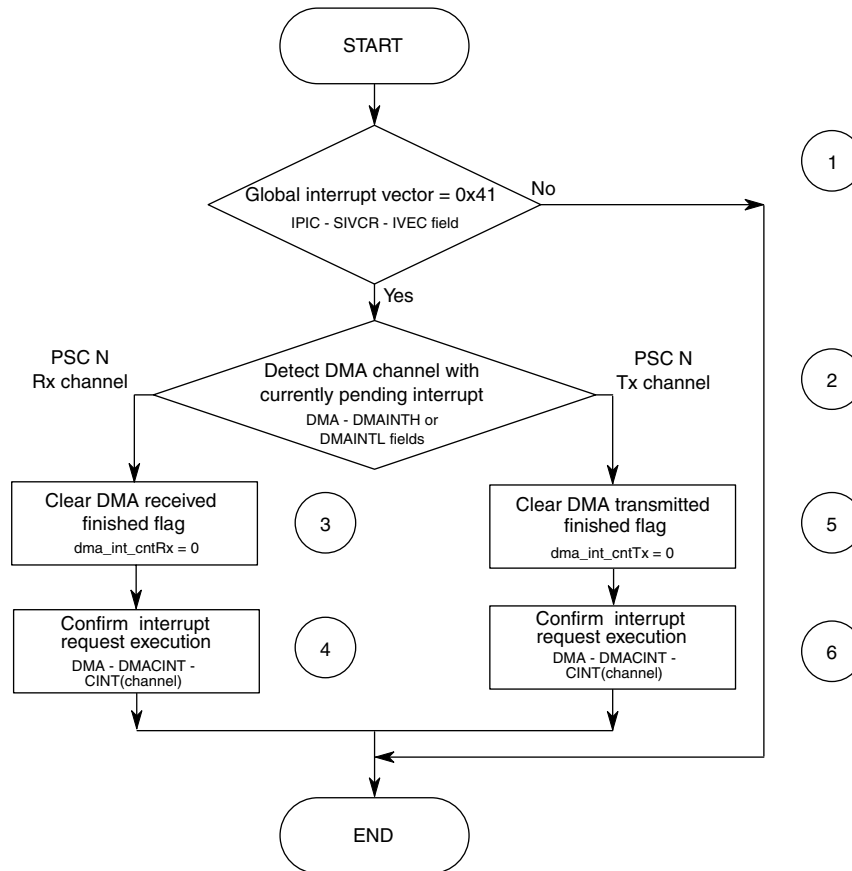 START
1
Global interrupt vector = 0x41
No
IPIC - SIVCR - IVEC field
Yes
PSC N
Rx channel
PSC N
Tx channel
Detect DMA channel with
currently pending interrupt
DMA - DMAINTH or
DMAINTL fields
2
Clear DMA received
finished flag
dma_int_cntRx = 0
3
Clear DMA transmitted
finished flag
dma_int_cntTx = 0
5
Confirm interrupt
request execution
DMA - DMACINT -
CINT(channel)
4
Confirm interrupt
request execution
DMA - DMACINT -
CINT(channel)
6
END